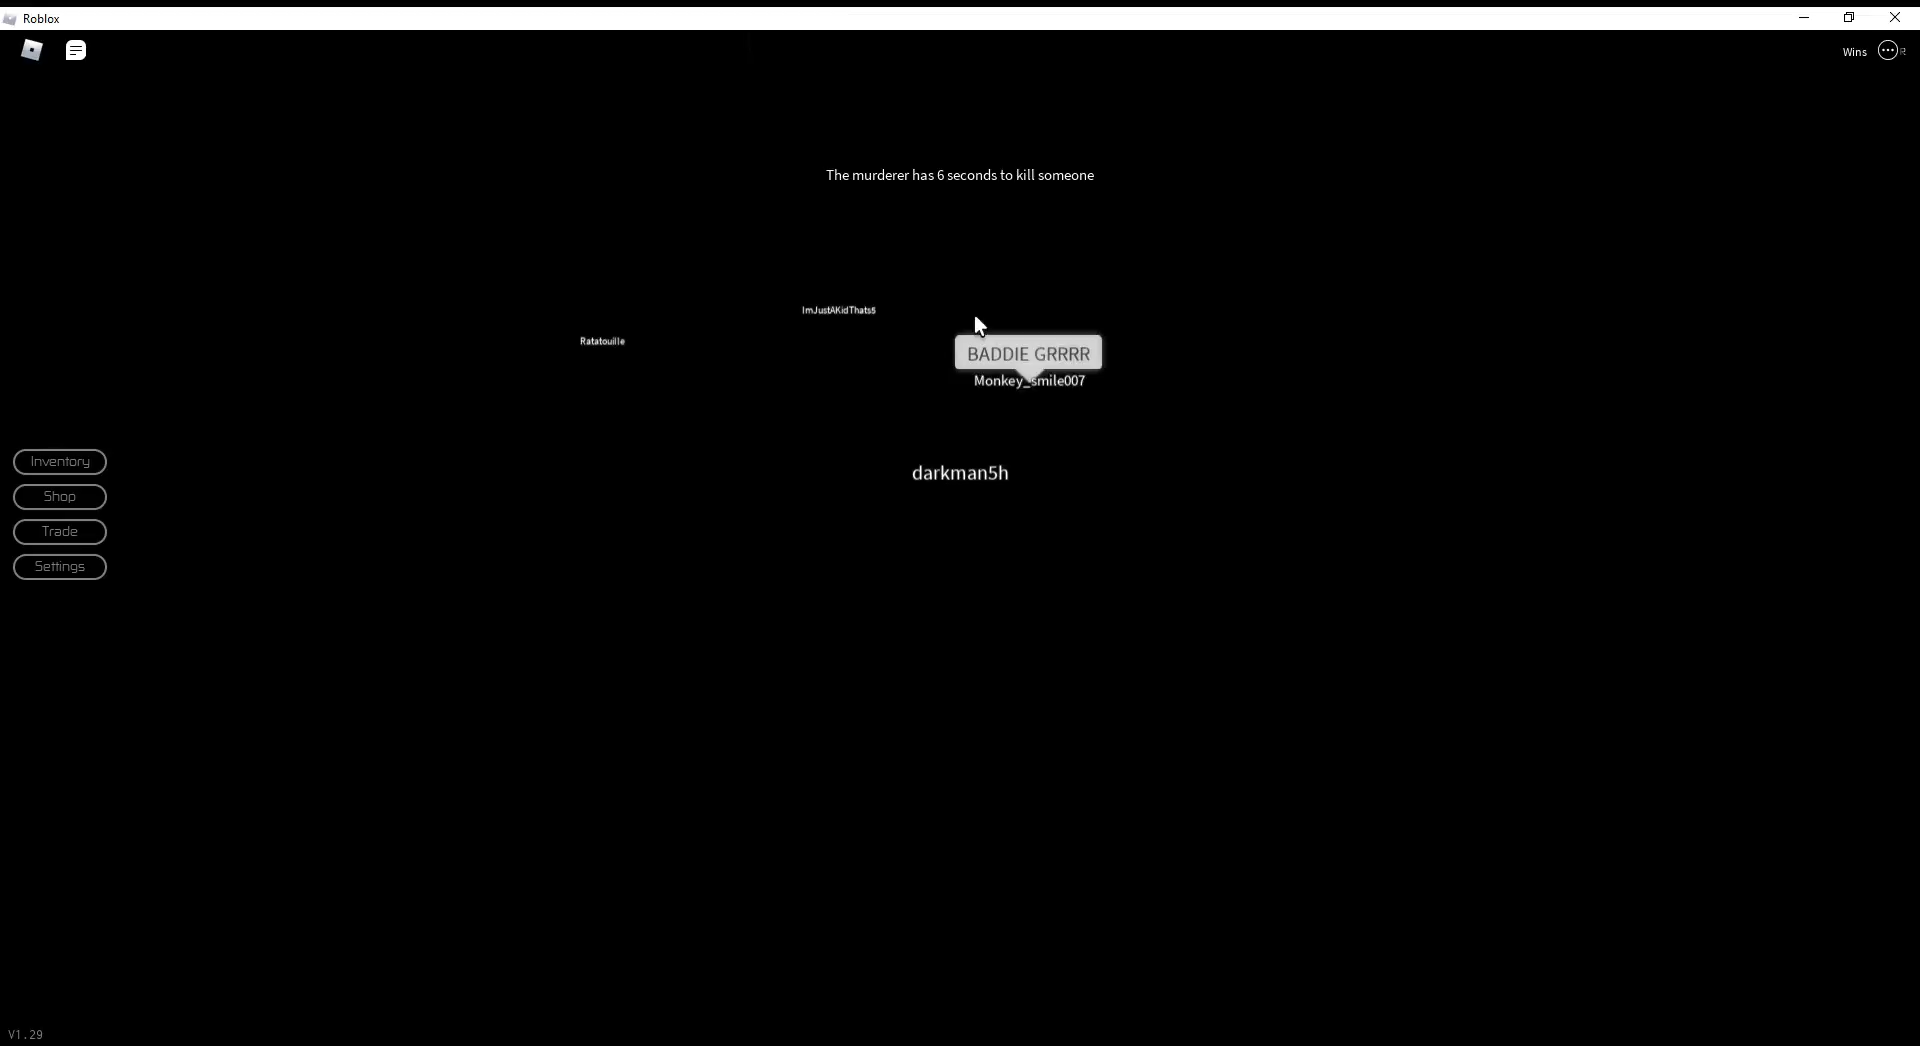 Roblox
Wins
The murderer has 6 seconds to kill someone
ImJustAKidThats6
Ratatouille
BADDIE GRRRR
Monkey_smile007
darkman5h
Inventory
Shop
Trade
Settings
V1.29